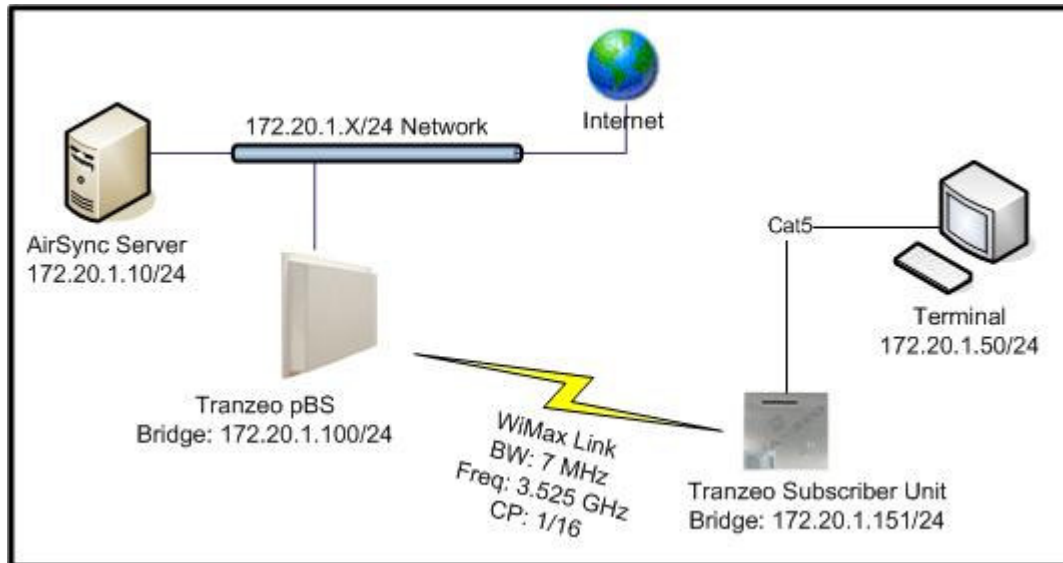 172.20.1.X/24 Network
Internet
AirSync Server
172.20.1.10/24
Cat5
Terminal
172.20.1.50/24
Tranzeo pBS
Bridge: 172.20.1.100/24
WiMax Link
BW: 7 MHz
Freq: 3.525 GHz
CP: 1/16
Tranzeo Subscriber Unit
Bridge: 172.20.1.151/24